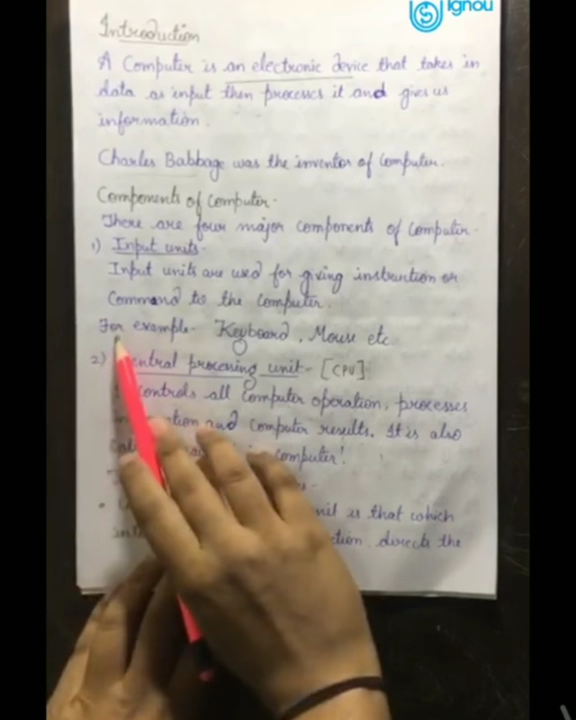 ignou
Introduction
A Computer is an electronic device that takes in
data as input then processes it and gives us
information.
Charles Babbage was the inventor of computer.
Components of computer-
There are four major components of computer-
1) Input units-
Input units are used for giving instruction or
Command to the computer.
For example- Keyboard, Mouse etc
2) Central processing unit- [CPU]
controls all computer operation, processes
and computer results. It is also
computer!
unit is that which
directs the